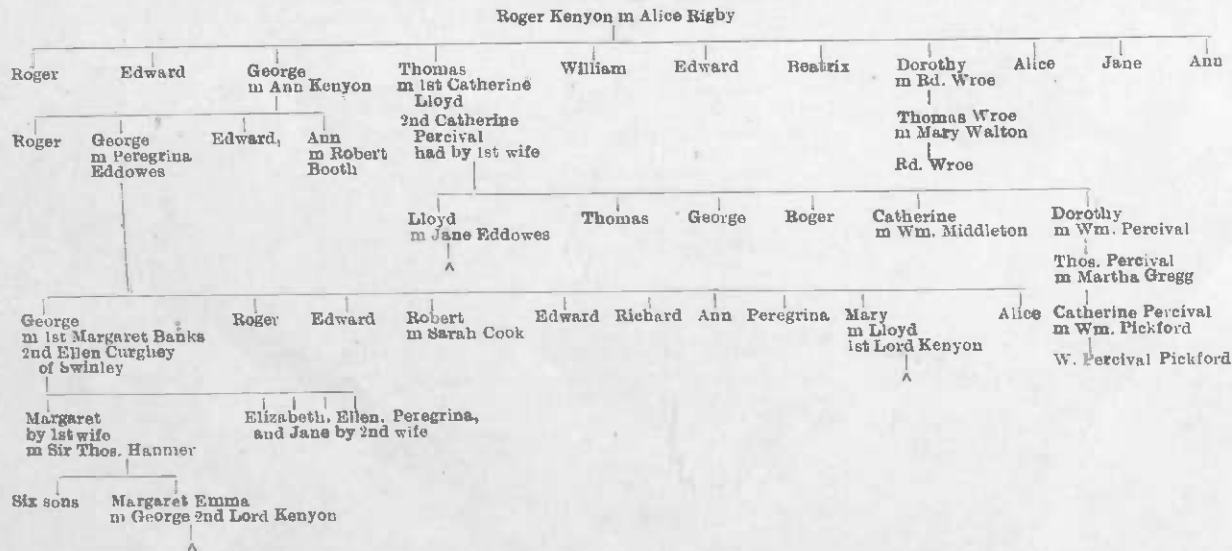 Roger Kenyon m Alice Rigby
Roger
Edward
George
m Ann Kenyon
Thomas
m 1st Catherine
Lloyd
2nd Catherine
Percival
had by 1st wife
William
Edward
Beatrix
Dorothy
m Rd. Wroe
Thomas Wroe
m Mary Walton
Rd. Wroe
Alice
Jane
Ann
Roger
George
m Peregrina
Eddowes
Edward,
Ann
m Robert
Booth
Lloyd
m Jane Eddowes
Thomas
George
Roger
Catherine
m Wm. Middleton
Dorothy
m Wm. Percival
Thos. Percival
m Martha Gregg
Catherine Percival
m Wm. Pickford
W. Percival Pickford
George
m 1st Margaret Banks
2nd Ellen Curghey
of Swinley
Roger
Edward
Robert
m Sarah Cook
Edward
Richard
Ann
Peregrina
Mary
m Lloyd
1st Lord Kenyon
Alice
Margaret
by 1st wife
m Sir Thos. Hanmer
Elizabeth, Ellen, Peregrina,
and Jane by 2nd wife
Six sons
Margaret Emma
m George 2nd Lord Kenyon